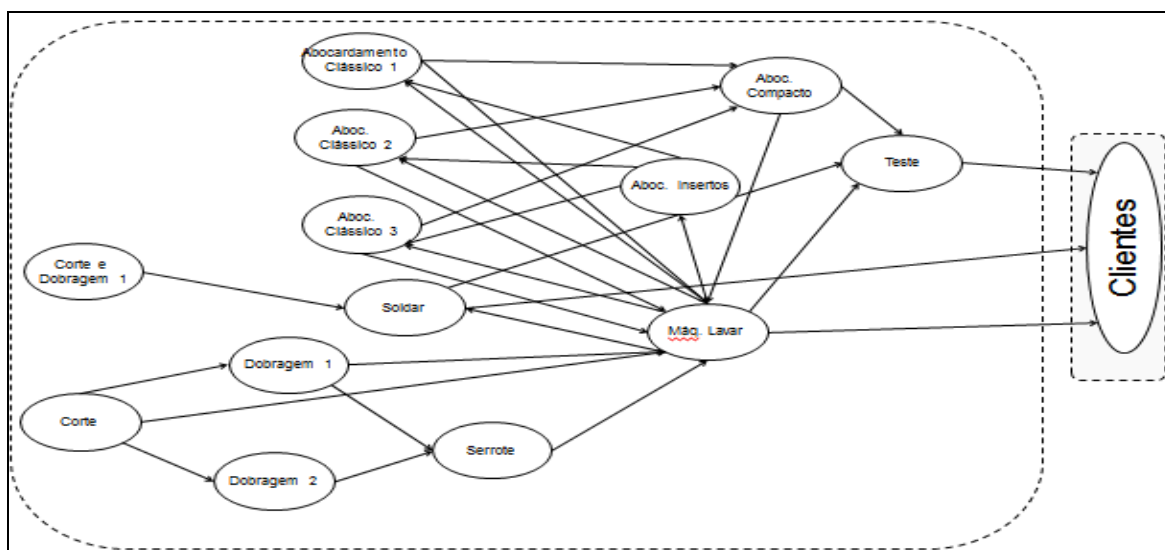 Abocardamento
Clássico 1
Aboc.
Compacto
Aboc.
Clássico 2
Teste
Aboc. Insertos
Aboc.
Clássico 3
Clientes
Corte e
Dobragem 1
Soldar
Máq. Lavar
Dobragem 1
Corte
Serrote
Dobragem 2